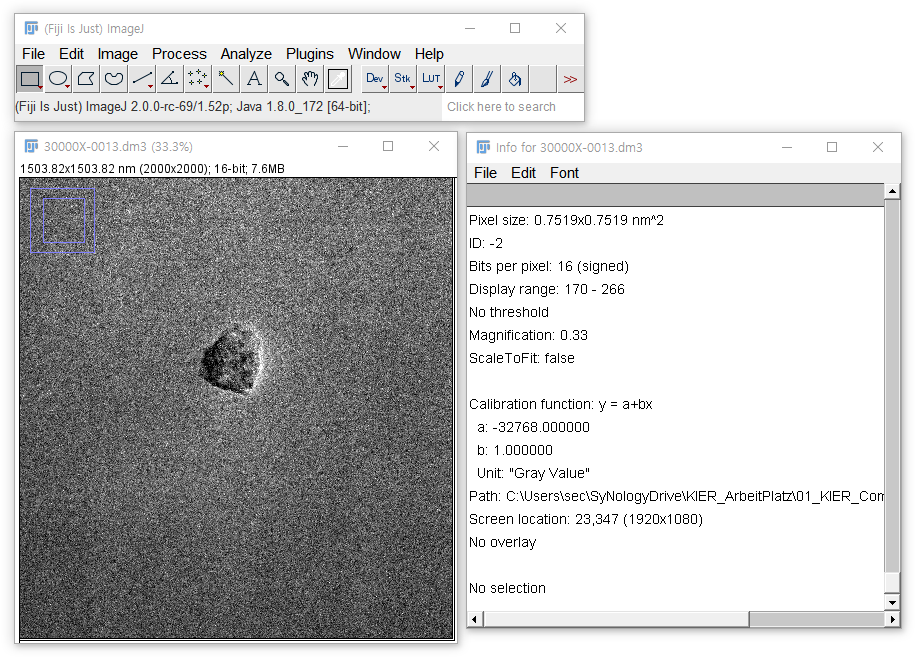 (Fiji Is Just) ImageJ
File Edit Image Process Analyze Plugins Window Help
A Dev Stk LUT >>
(Fiji Is Just) ImageJ 2.0.0-rc-69/1.52p; Java 1.8.0_172 [64-bit]; Click here to search
30000X-0013.dm3 (33.3%)
1503.82x1503.82 nm (2000x2000); 16-bit; 7.6MB
Info for 30000X-0013.dm3
File Edit Font
Pixel size: 0.7519x0.7519 nm^2
ID: -2
Bits per pixel: 16 (signed)
Display range: 170 - 266
No threshold
Magnification: 0.33
ScaleToFit: false
Calibration function: y = a+bx
a: -32768.000000
b: 1.000000
Unit: "Gray Value"
Path: C:\Users\sec\SyNologyDrive\KIER_ArbeitPlatz\01_KIER_Com
Screen location: 23,347 (1920x1080)
No overlay
No selection